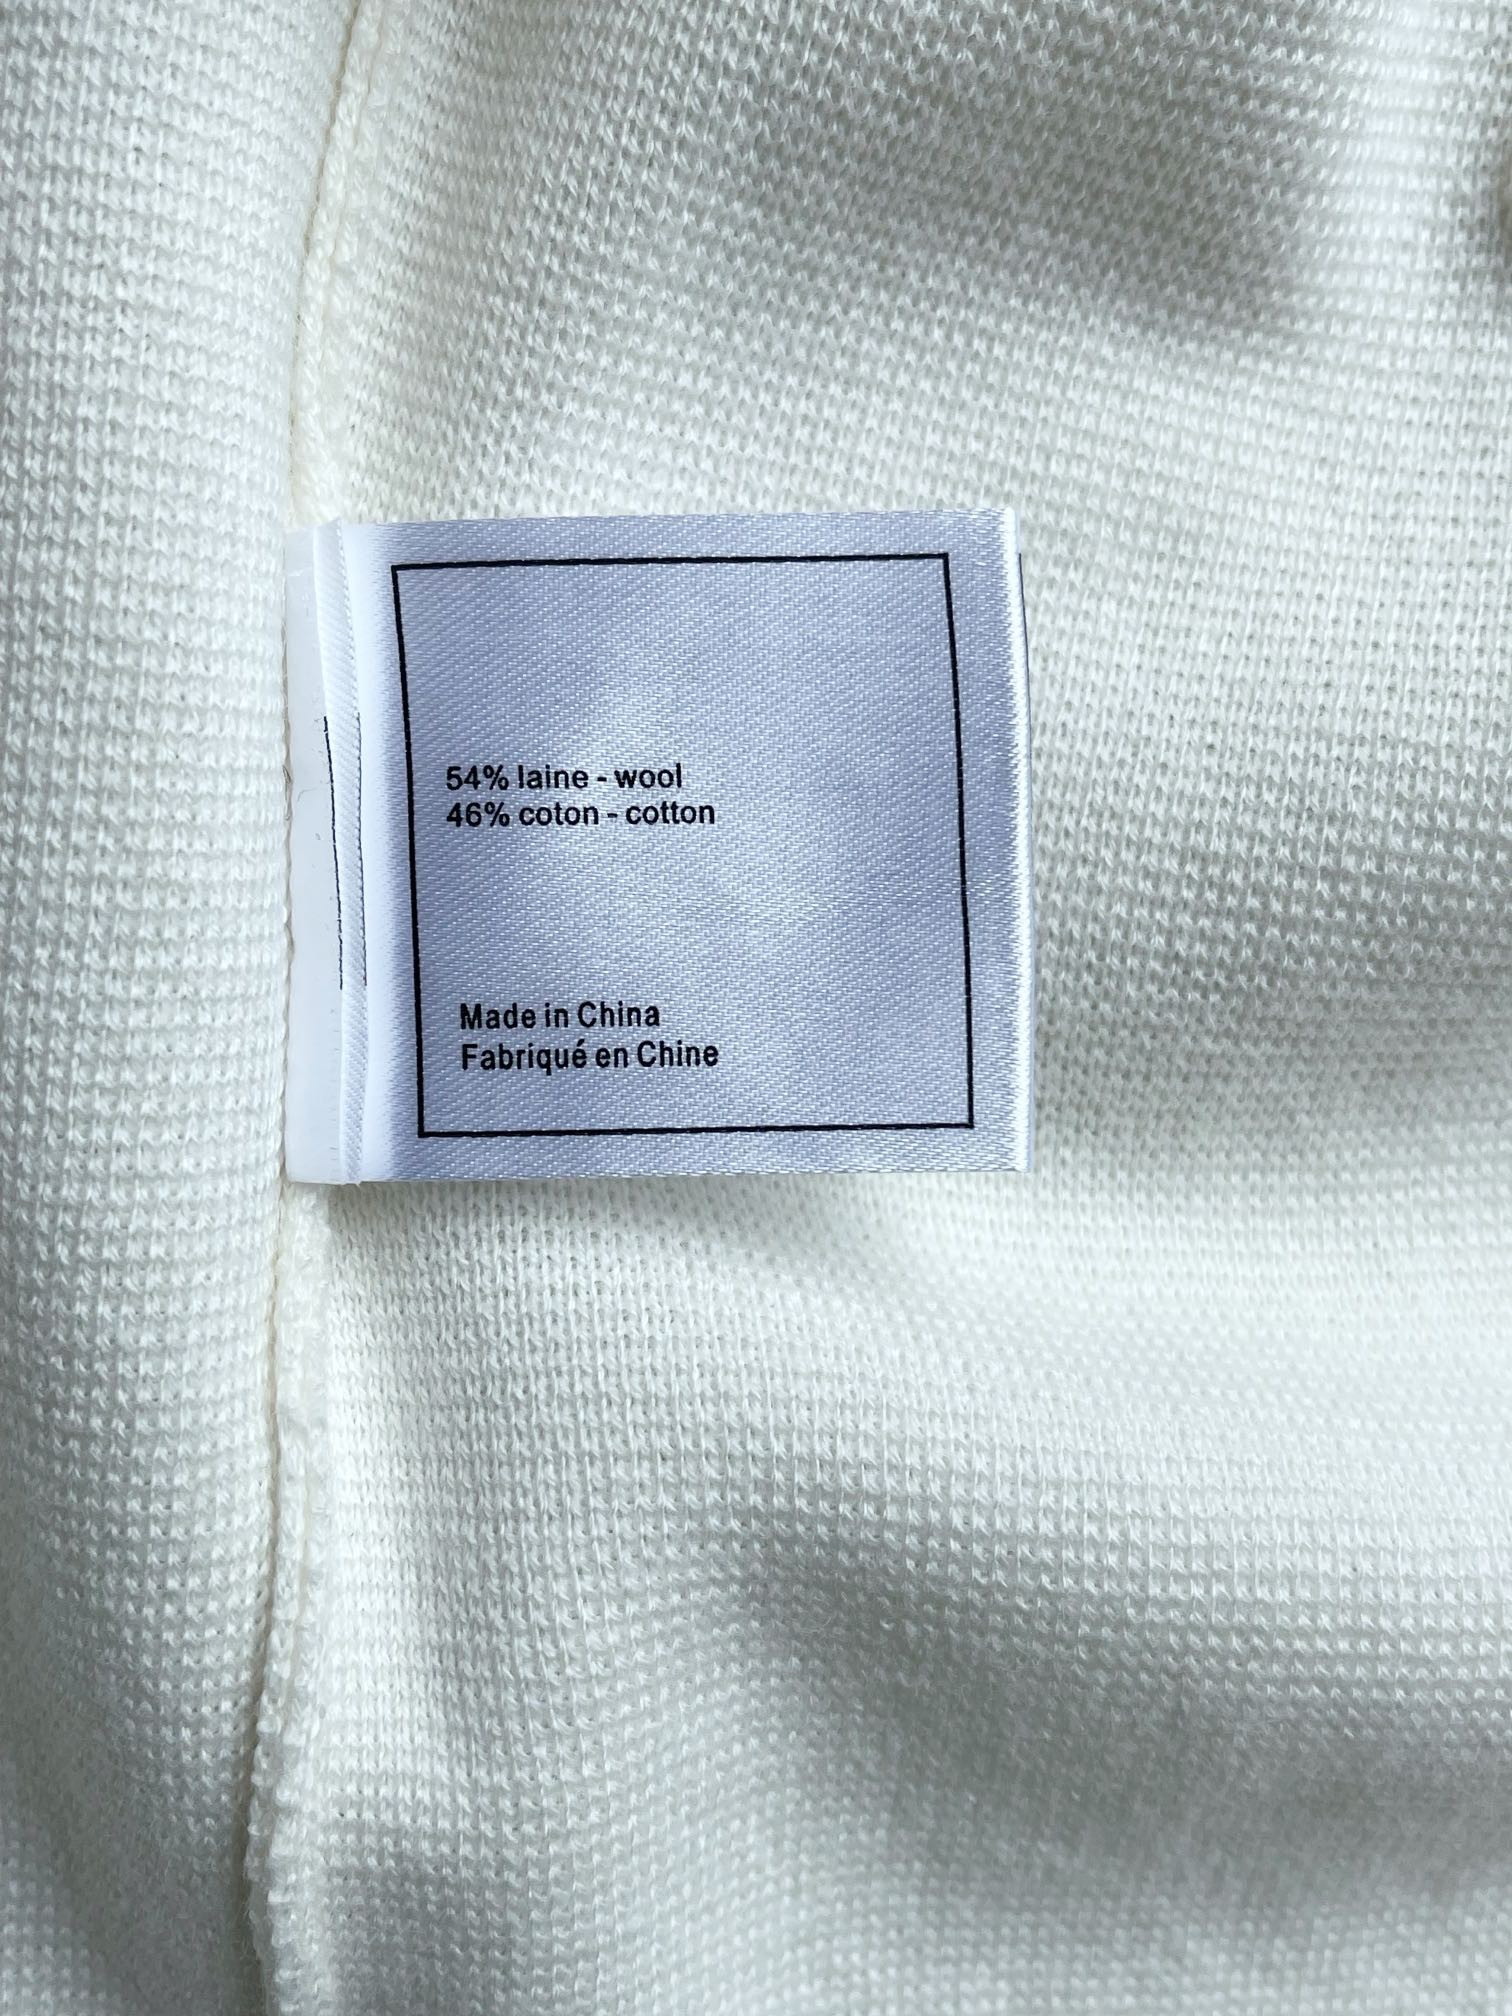 54% laine - wool
46% coton - cotton
Made in China
Fabriqué en Chine